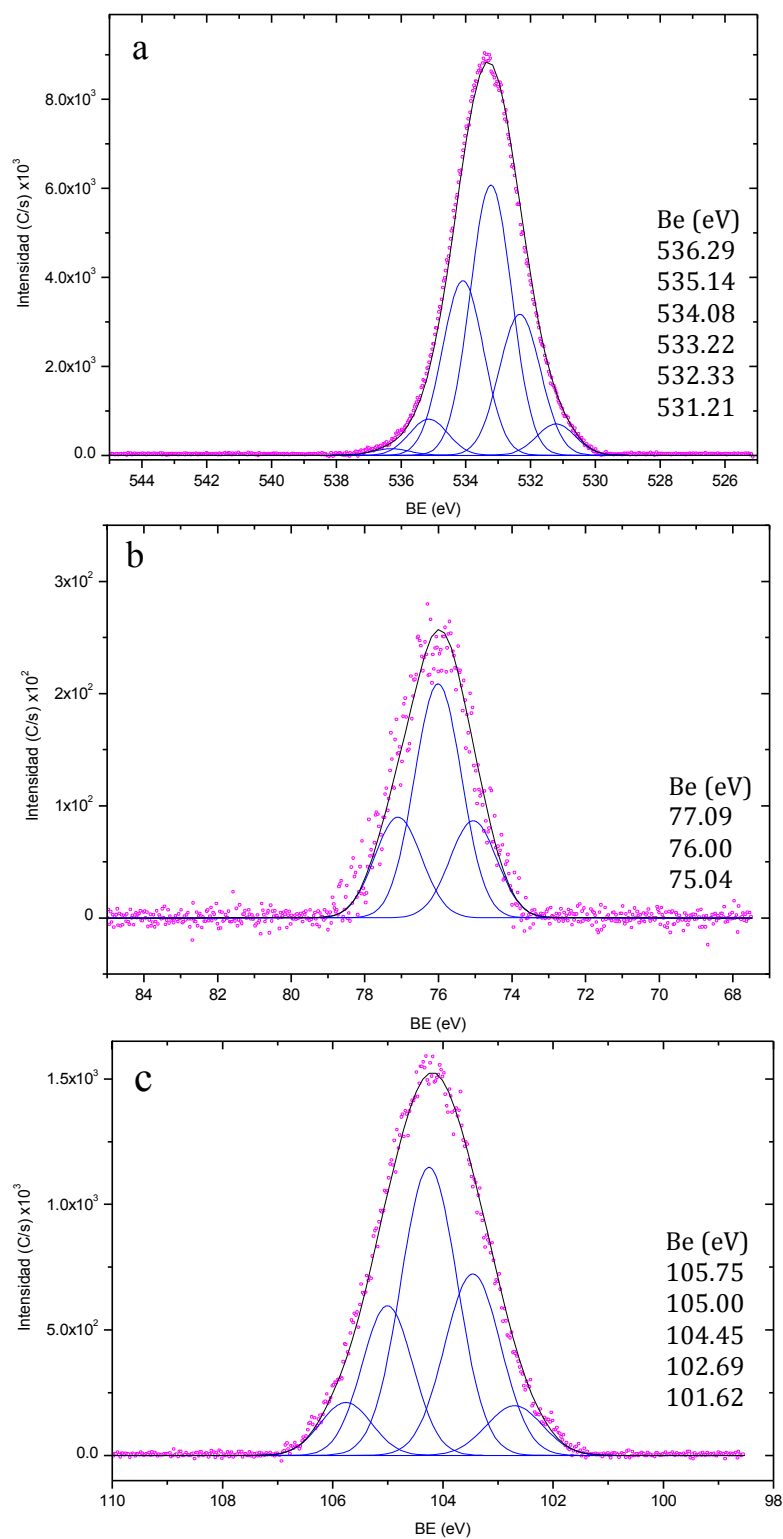 a
8.0x10³
6.0x10³
4.0x10³
2.0x10³
0.0
Intensidad (C/s) x10³
544 542 540 538 536 534 532 530 528 526
BE (eV)
Be (eV)
536.29
535.14
534.08
533.22
532.33
531.21
b
3x10²
2x10²
1x10²
0
Intensidad (C/s) x10²
84 82 80 78 76 74 72 70 68
BE (eV)
Be (eV)
77.09
76.00
75.04
c
1.5x10³
1.0x10³
5.0x10²
0.0
Intensidad (C/s) x10³
110 108 106 104 102 100 98
BE (eV)
Be (eV)
105.75
105.00
104.45
102.69
101.62